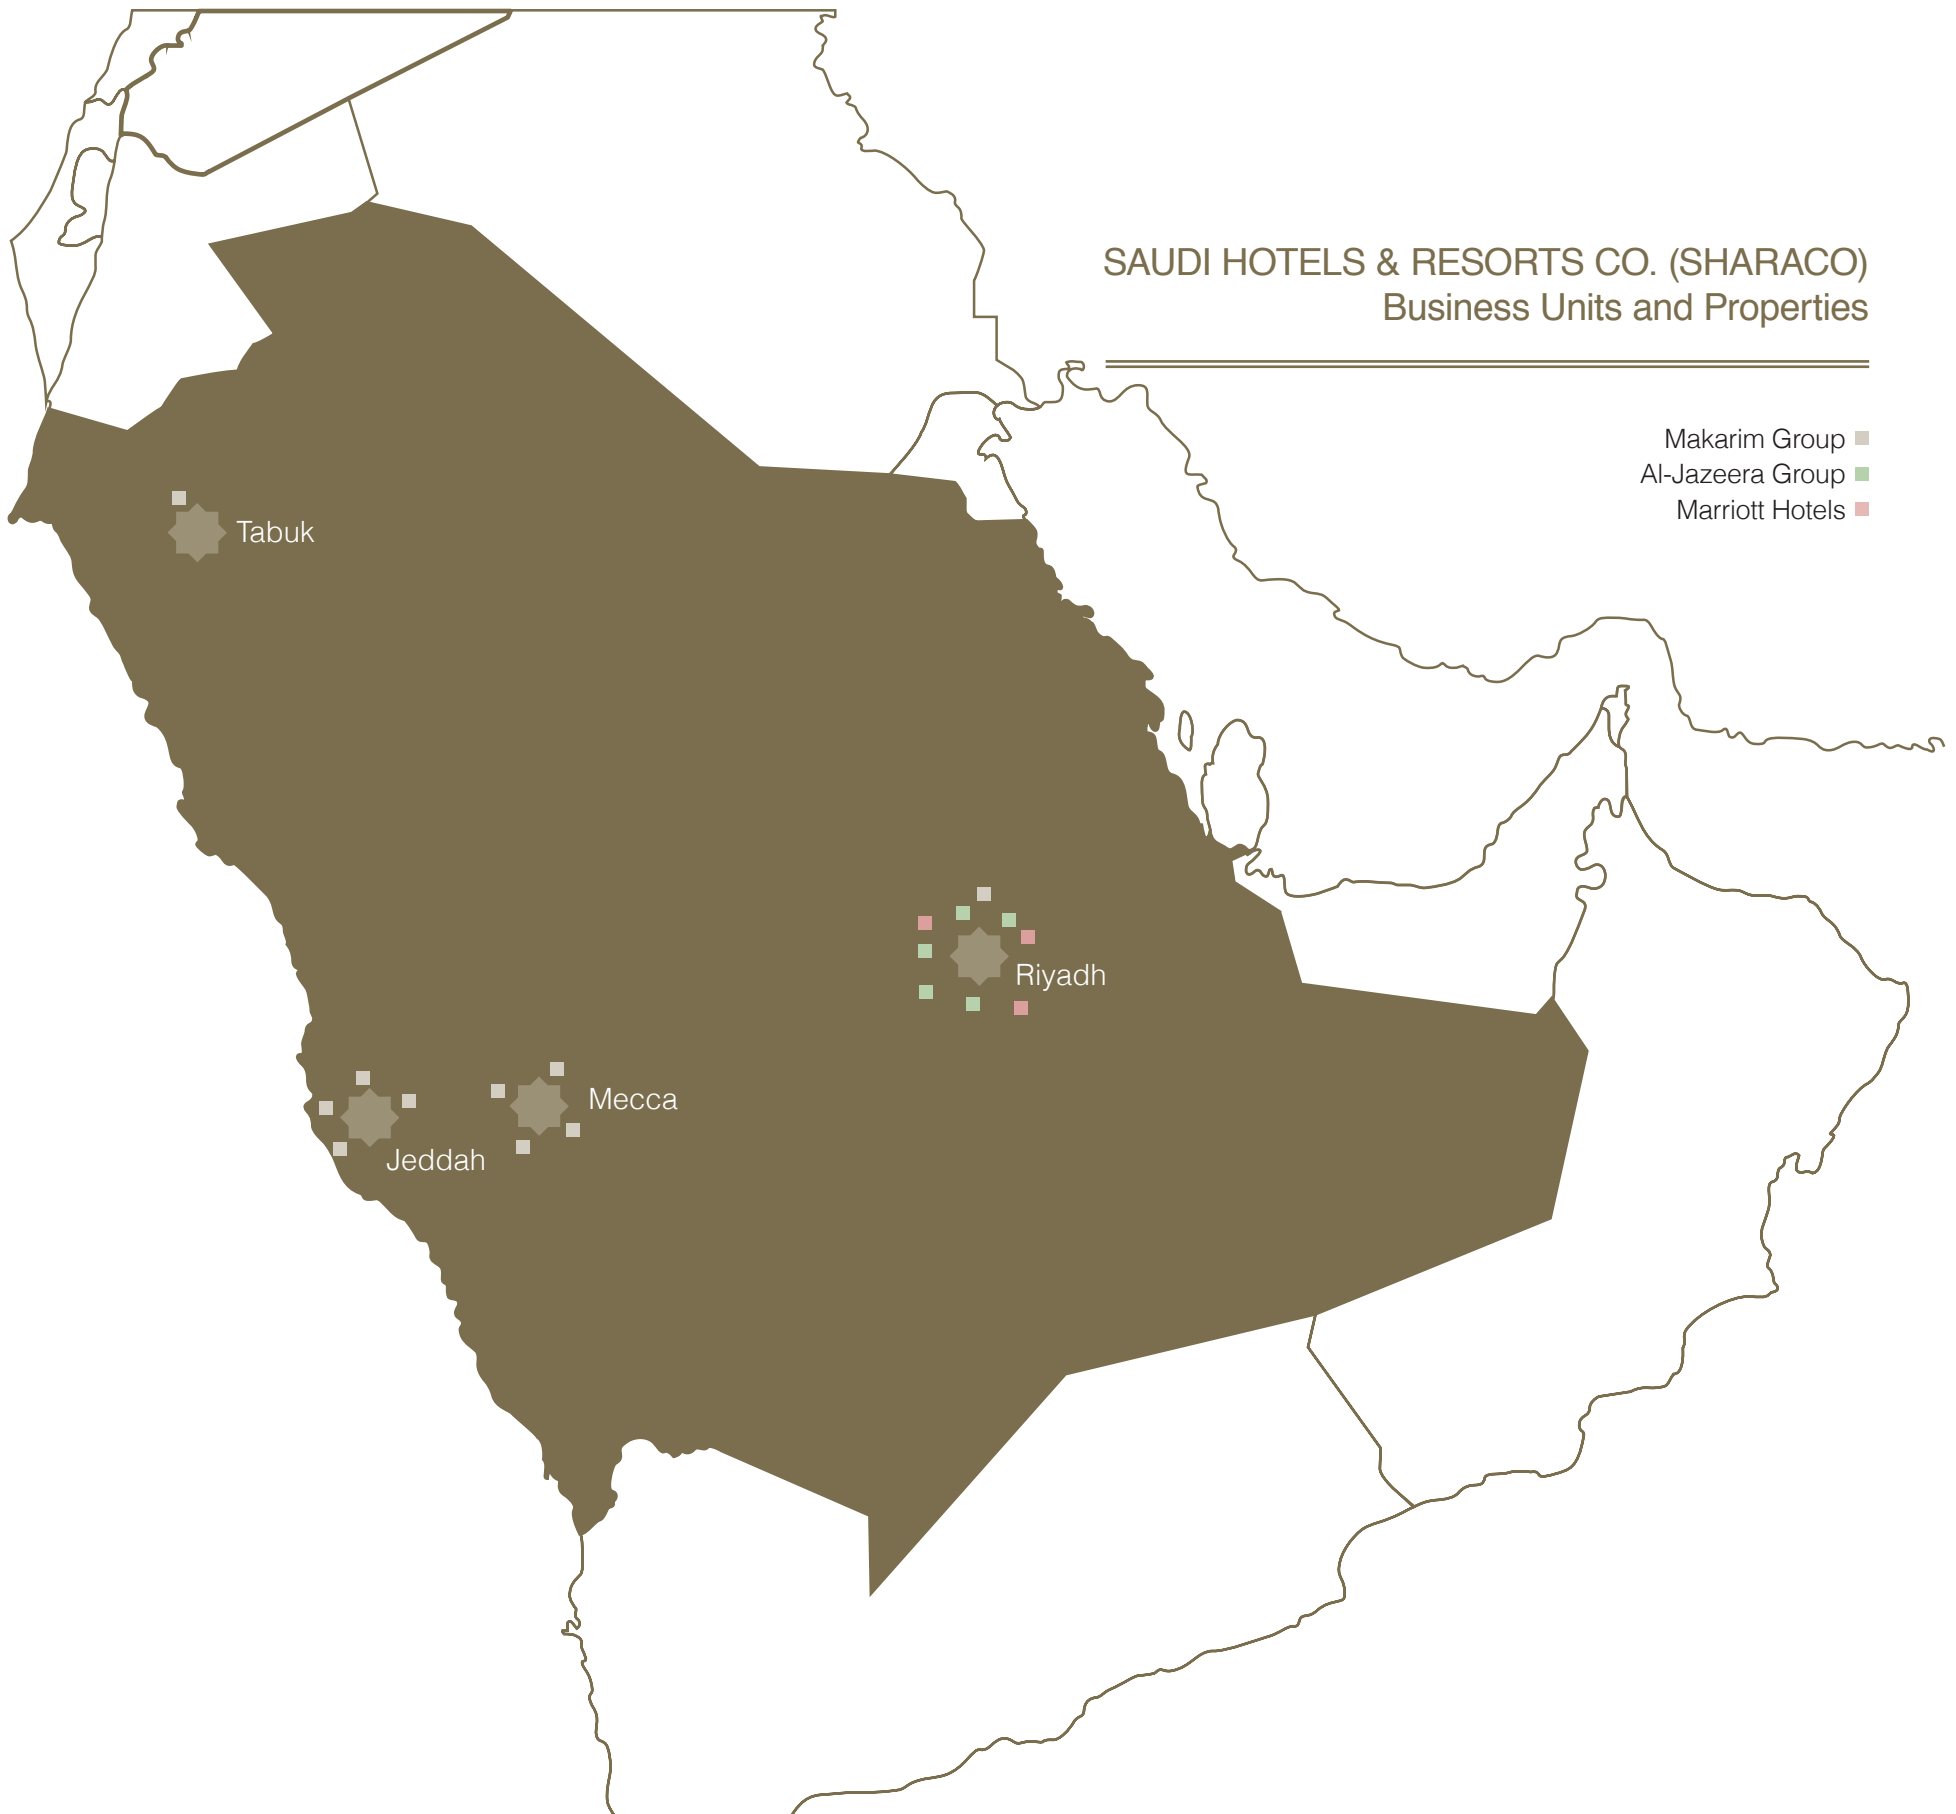 SAUDI HOTELS & RESORTS CO. (SHARACO)
Business Units and Properties
Makarim Group
Al-Jazeera Group
Marriott Hotels
Tabuk
Riyadh
Mecca
Jeddah